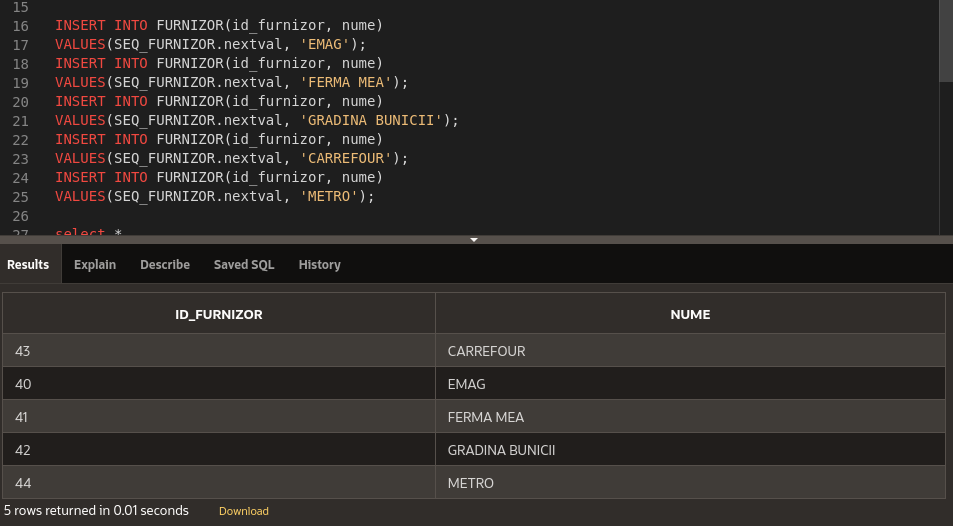 15
16 INSERT INTO FURNIZOR(id_furnizor, nume)
17 VALUES(SEQ_FURNIZOR.nextval, 'EMAG');
18 INSERT INTO FURNIZOR(id_furnizor, nume)
19 VALUES(SEQ_FURNIZOR.nextval, 'FERMA MEA');
20 INSERT INTO FURNIZOR(id_furnizor, nume)
21 VALUES(SEQ_FURNIZOR.nextval, 'GRADINA BUNICII');
22 INSERT INTO FURNIZOR(id_furnizor, nume)
23 VALUES(SEQ_FURNIZOR.nextval, 'CARREFOUR');
24 INSERT INTO FURNIZOR(id_furnizor, nume)
25 VALUES(SEQ_FURNIZOR.nextval, 'METRO');
26
27 select *
Results Explain Describe Saved SQL History
ID_FURNIZOR NUME
43 CARREFOUR
40 EMAG
41 FERMA MEA
42 GRADINA BUNICII
44 METRO
5 rows returned in 0.01 seconds Download